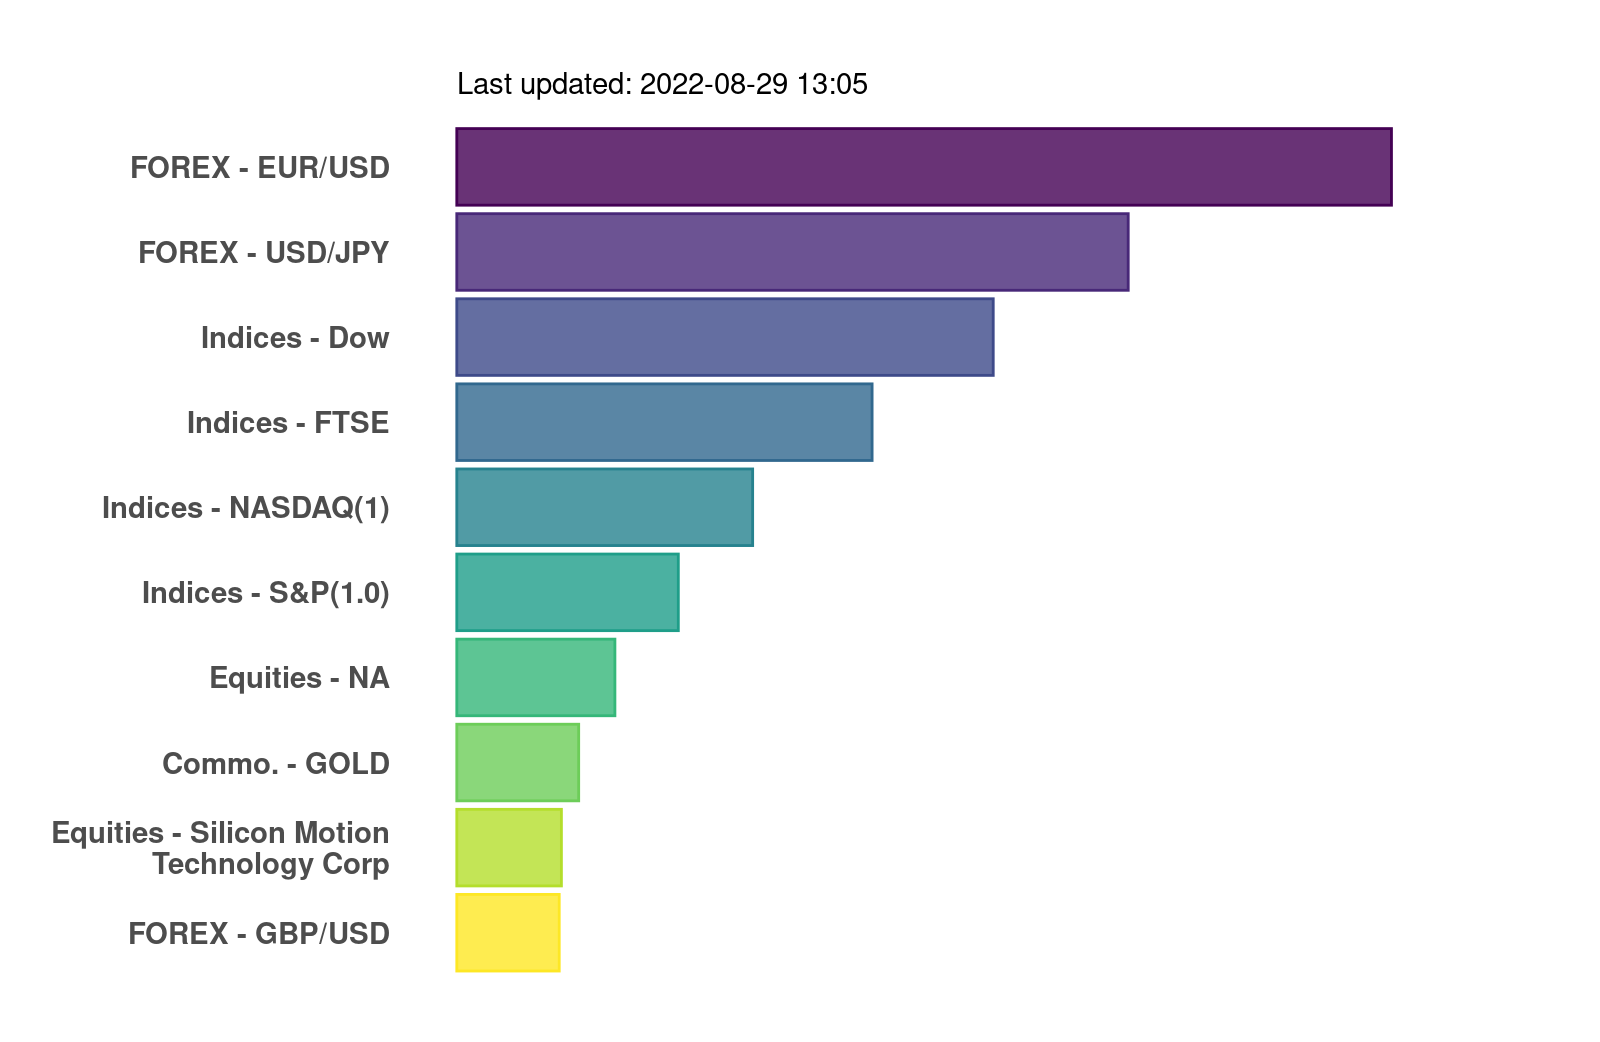 Last updated: 2022-08-29 13:05
FOREX - EUR/USD
FOREX - USD/JPY
Indices - Dow
Indices - FTSE
Indices - NASDAQ(1)
Indices - S&P(1.0)
Equities - NA
Commo. - GOLD
Equities - Silicon Motion
Technology Corp
FOREX - GBP/USD